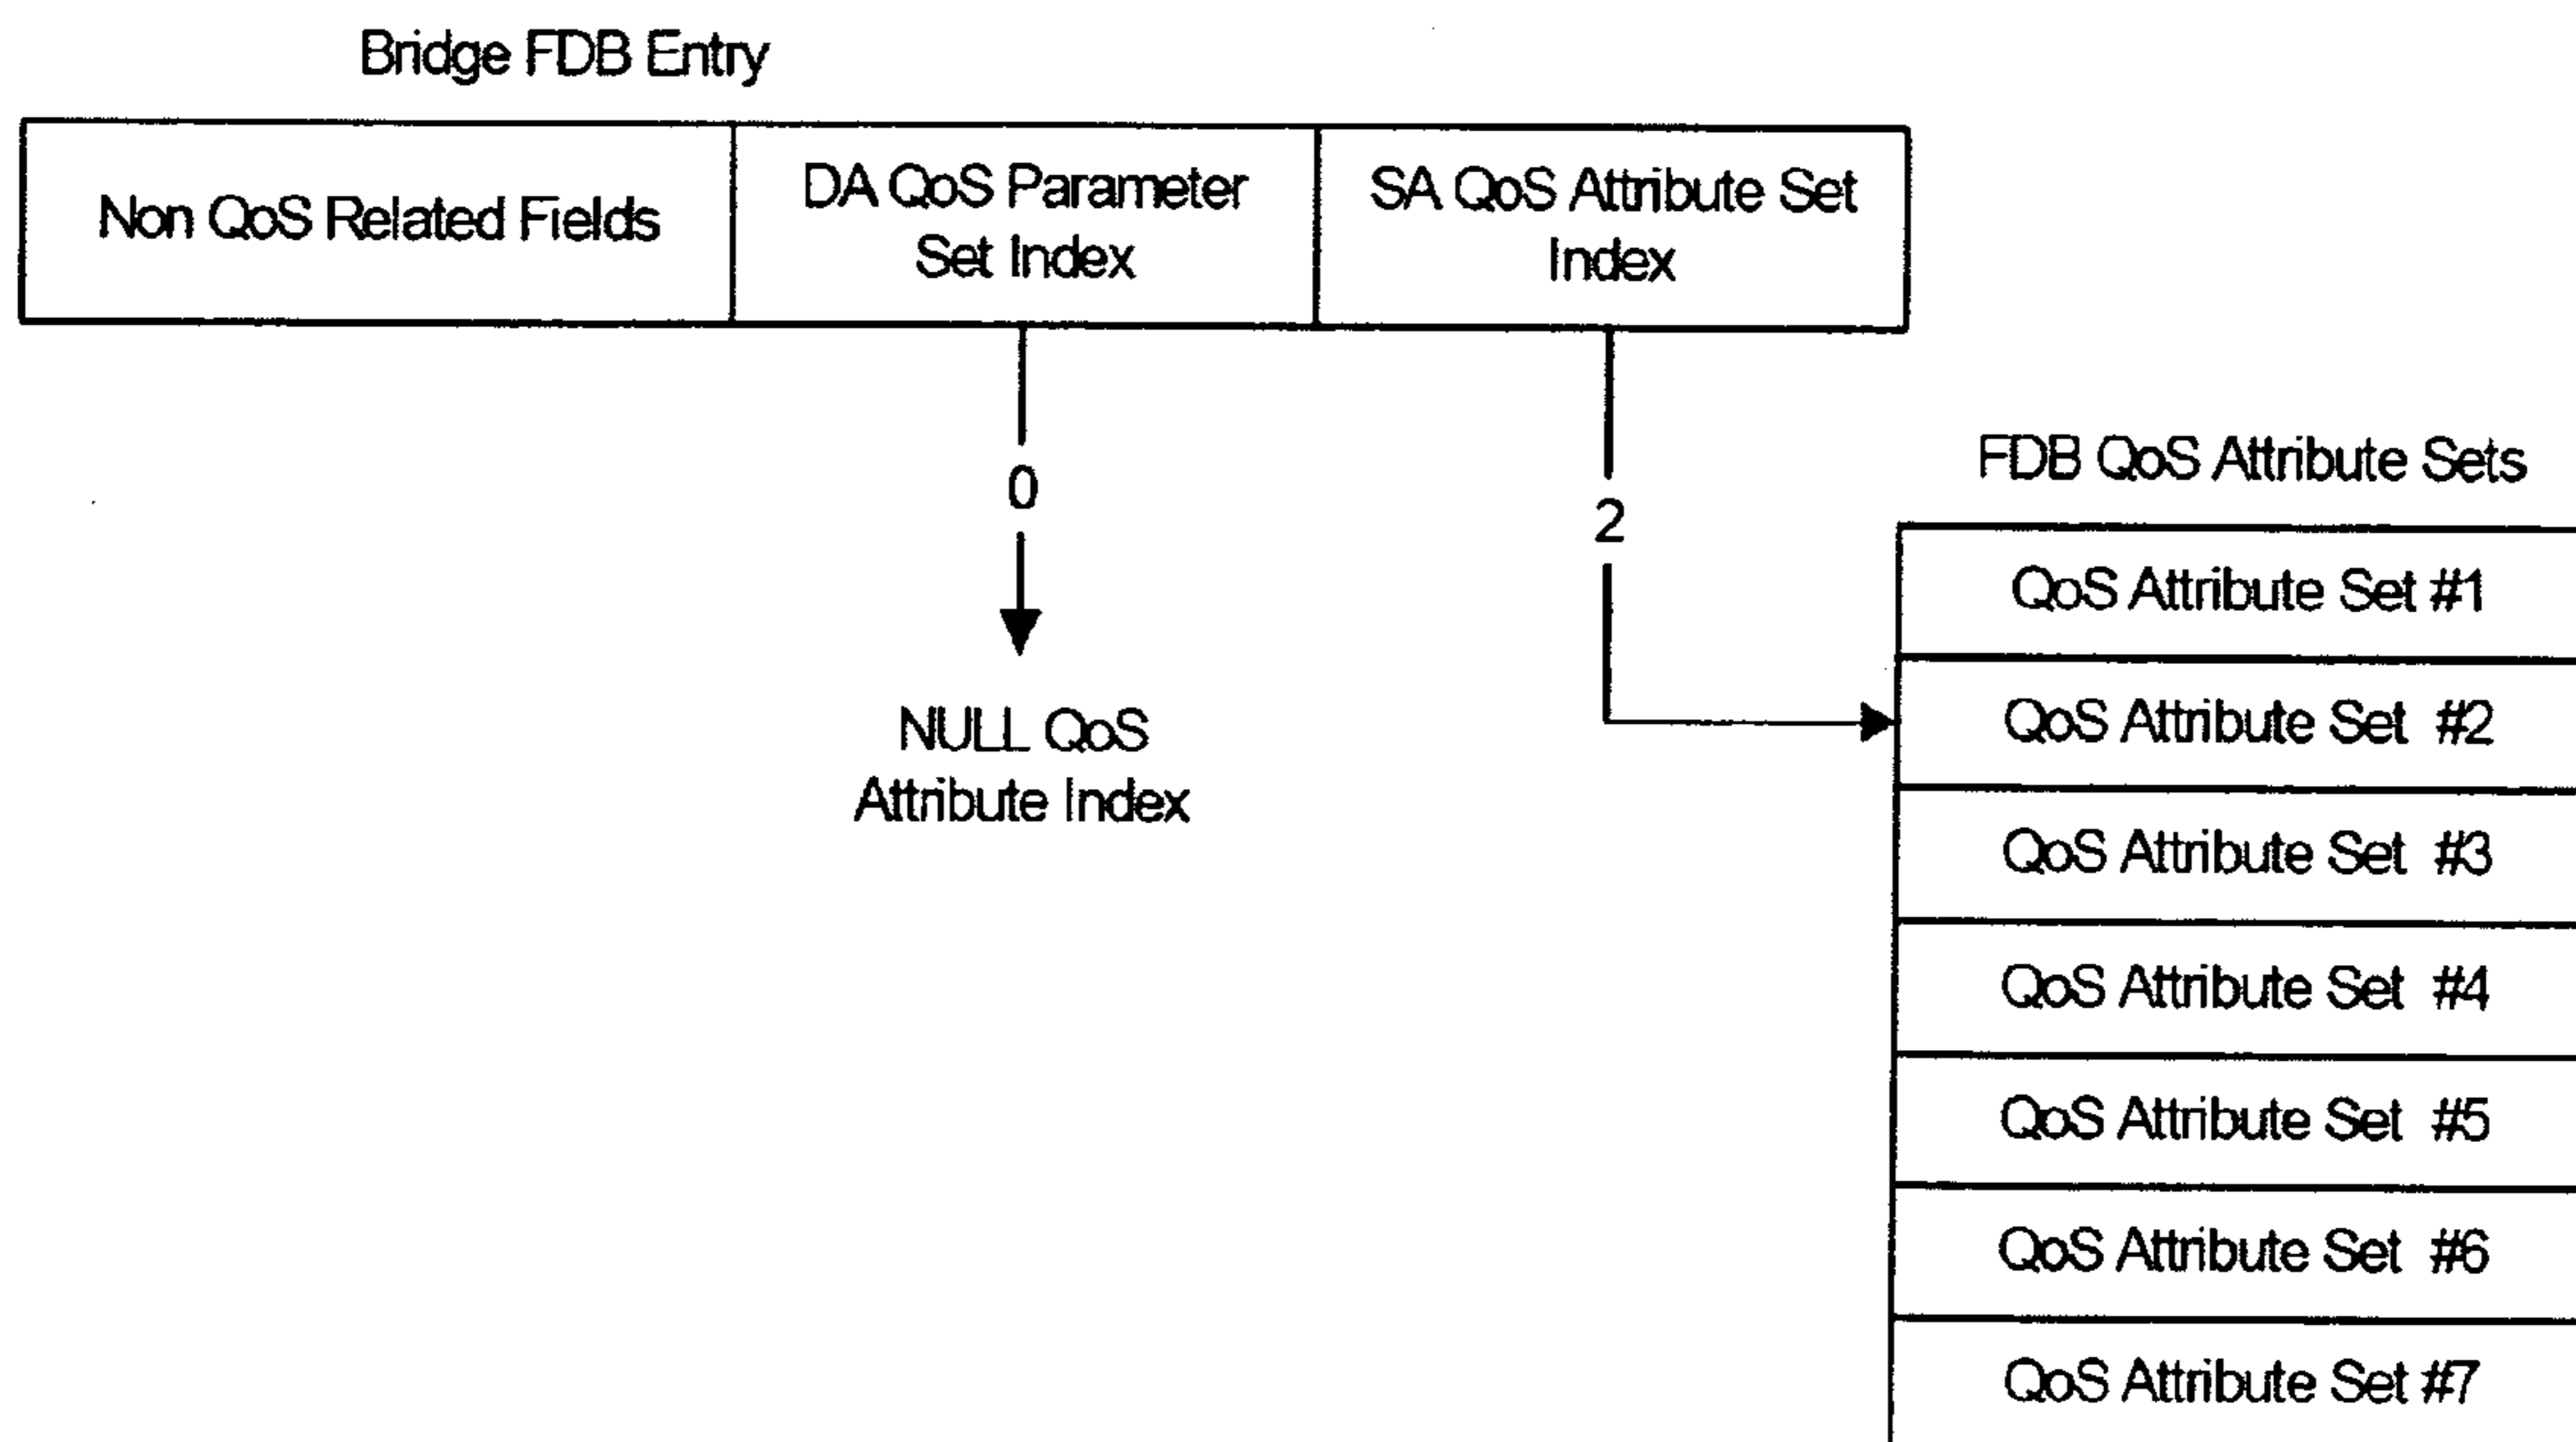 Bridge FDB Entry
Non QoS Related Fields
DA QoS Parameter
Set Index
SA QoS Attribute Set
Index
0
2
NULL QoS
Attribute Index
FDB QoS Attribute Sets
QoS Attribute Set #1
QoS Attribute Set #2
QoS Attribute Set #3
QoS Attribute Set #4
QoS Attribute Set #5
QoS Attribute Set #6
QoS Attribute Set #7